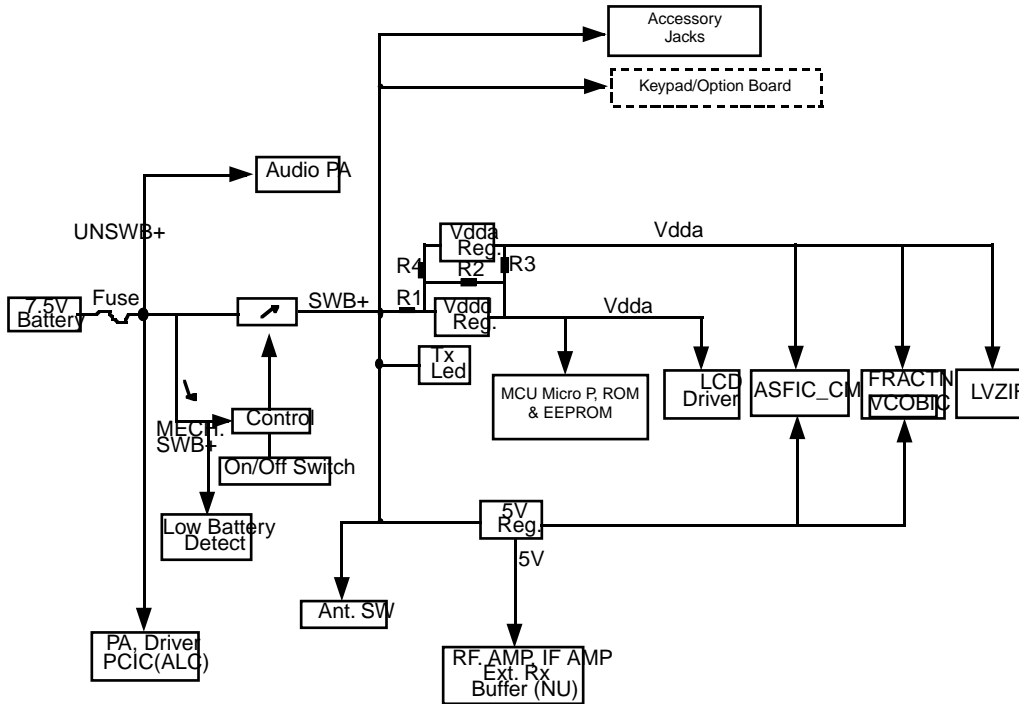 Accessory
Jacks
Keypad/Option Board
Audio PA
UNSWB+
Vdda
Reg.
Vdda
R4
R2
R3
7.5V
Battery
Fuse
SWB+
R1
Vddd
Reg.
Vdda
Tx
Led
MCU Micro P, ROM
& EEPROM
LCD
Driver
ASFIC_CM
FRACTN
VCOBIC
LVZIF
MECH.
SWB+
Control
On/Off Switch
Low Battery
Detect
5V
Reg.
5V
Ant. SW
PA, Driver
PCIC(ALC)
RF. AMP, IF AMP
Ext. Rx
Buffer (NU)